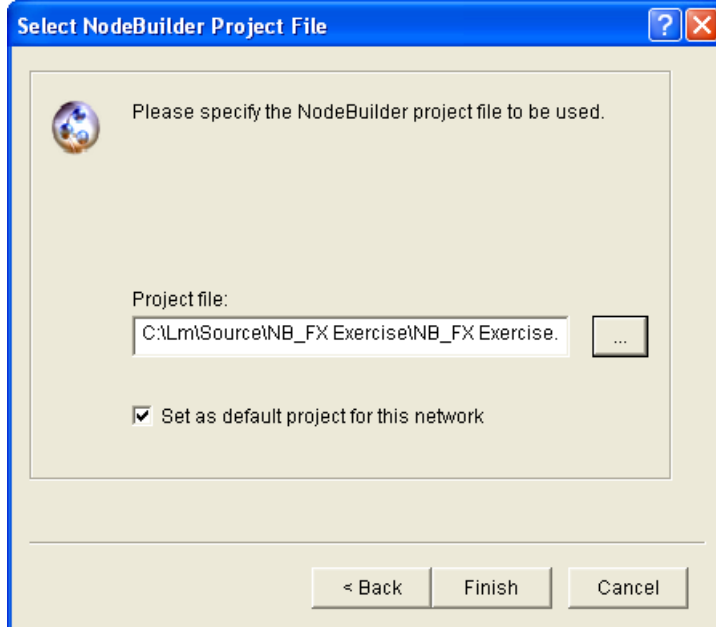 Select NodeBuilder Project File
Please specify the NodeBuilder project file to be used.
Project file:
C:\Lm\Source\NB_FX Exercise\NB_FX Exercise.
...
Set as default project for this network
< Back Finish Cancel